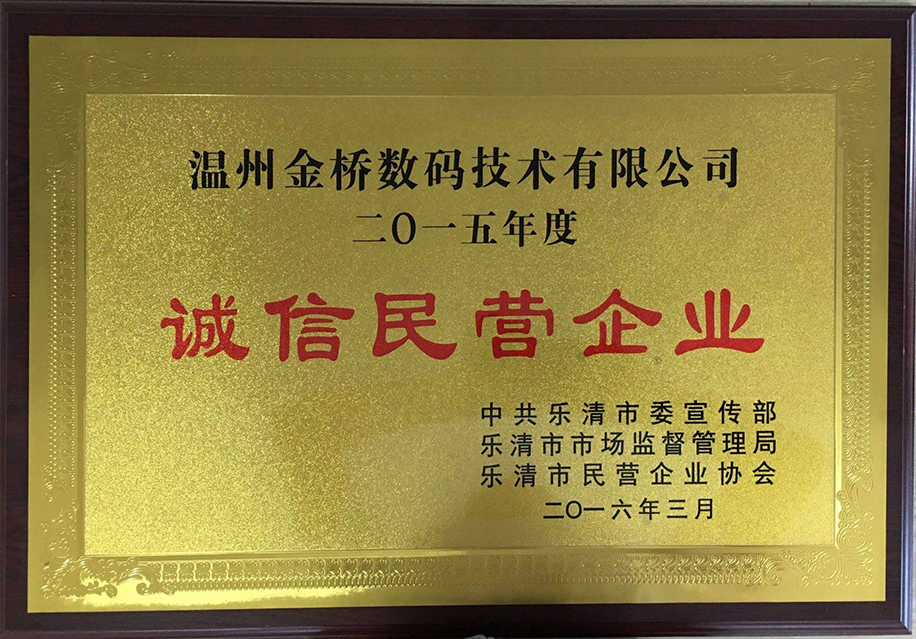 温州金桥数码技术有限公司
二〇一五年度
诚信民营企业
中共乐清市委宣传部
乐清市市场监督管理局
乐清市民营企业协会
二〇一六年三月